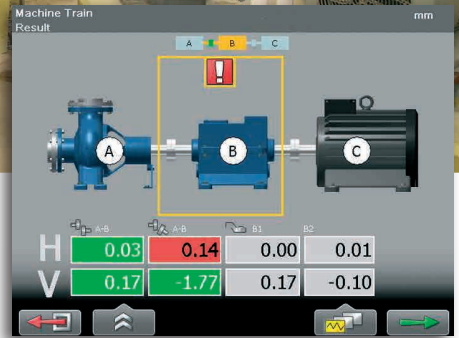 Machine Train mm
Result
A B C
!
A B C
A-B A-B B1 B2
H 0.03 0.14 0.00 0.01
V 0.17 -1.77 0.17 -0.10